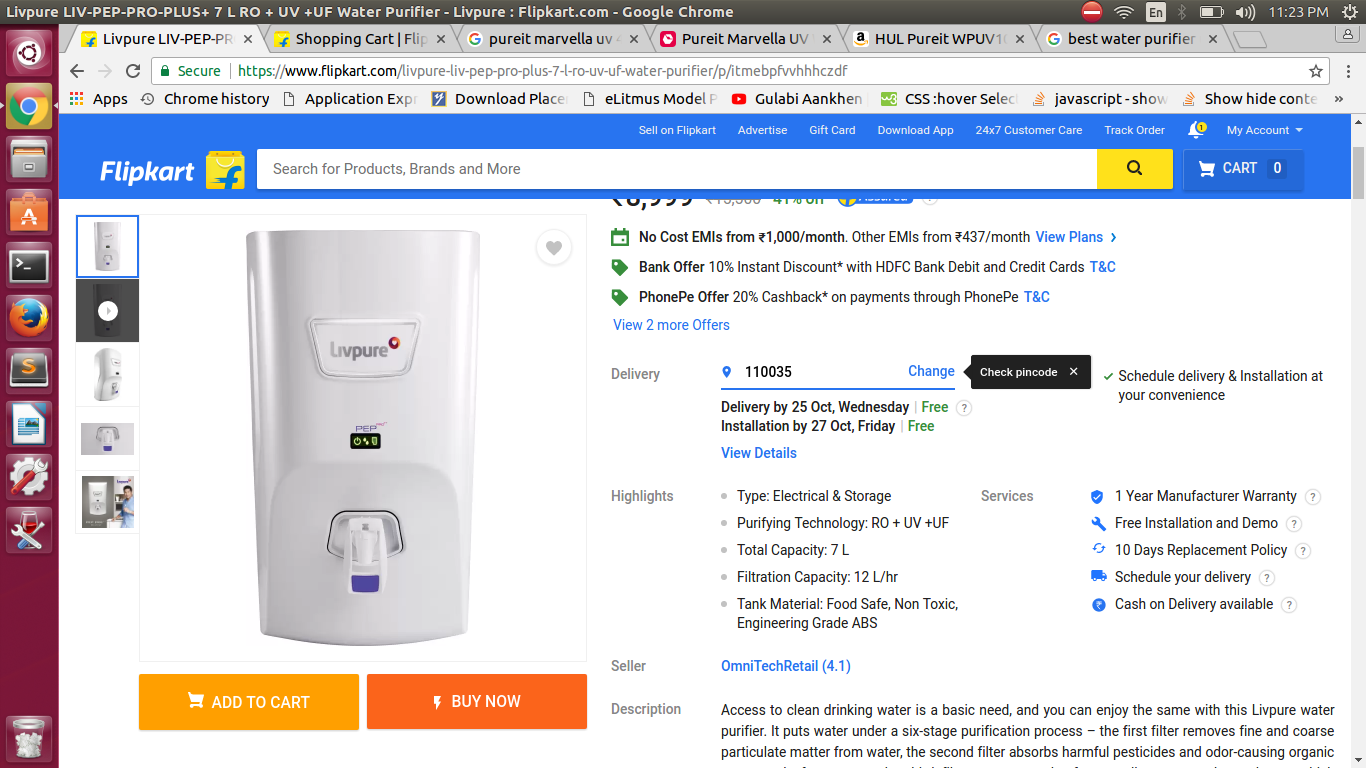 Livpure LIV-PEP-PRO-PLUS+ 7 L RO + UV +UF Water Purifier - Livpure : Flipkart.com - Google Chrome
En
11:23 PM
Livpure LIV-PEP-PR
Shopping Cart | Flip
pureit marvella uv 4
Pureit Marvella UV
HUL Pureit WPUV10
best water purifier
Secure
https://www.flipkart.com/livpure-liv-pep-pro-plus-7-l-ro-uv-uf-water-purifier/p/itmebpfvvhhhczdf
Apps
Chrome history
Application Expr
Download Placer
eLitmus Model P
Gulabi Aankhen
CSS :hover Selec
javascript - show
Show hide conte
»
Sell on Flipkart
Advertise
Gift Card
Download App
24x7 Customer Care
Track Order
1
My Account
Flipkart
Search for Products, Brands and More
CART 0
₹8,999 41% off
No Cost EMIs from ₹1,000/month. Other EMIs from ₹437/month View Plans
Bank Offer 10% Instant Discount* with HDFC Bank Debit and Credit Cards T&C
PhonePe Offer 20% Cashback* on payments through PhonePe T&C
View 2 more Offers
Livpure
PEP
Delivery
110035
Change
Check pincode
Schedule delivery & Installation at
your convenience
Delivery by 25 Oct, Wednesday | Free ?
Installation by 27 Oct, Friday | Free
View Details
Highlights
Type: Electrical & Storage
Purifying Technology: RO + UV +UF
Total Capacity: 7 L
Filtration Capacity: 12 L/hr
Tank Material: Food Safe, Non Toxic,
Engineering Grade ABS
Services
1 Year Manufacturer Warranty ?
Free Installation and Demo ?
10 Days Replacement Policy ?
Schedule your delivery ?
Cash on Delivery available ?
Seller
OmniTechRetail (4.1)
ADD TO CART
BUY NOW
Description
Access to clean drinking water is a basic need, and you can enjoy the same with this Livpure water
purifier. It puts water under a six-stage purification process – the first filter removes fine and coarse
particulate matter from water, the second filter absorbs harmful pesticides and odor-causing organic